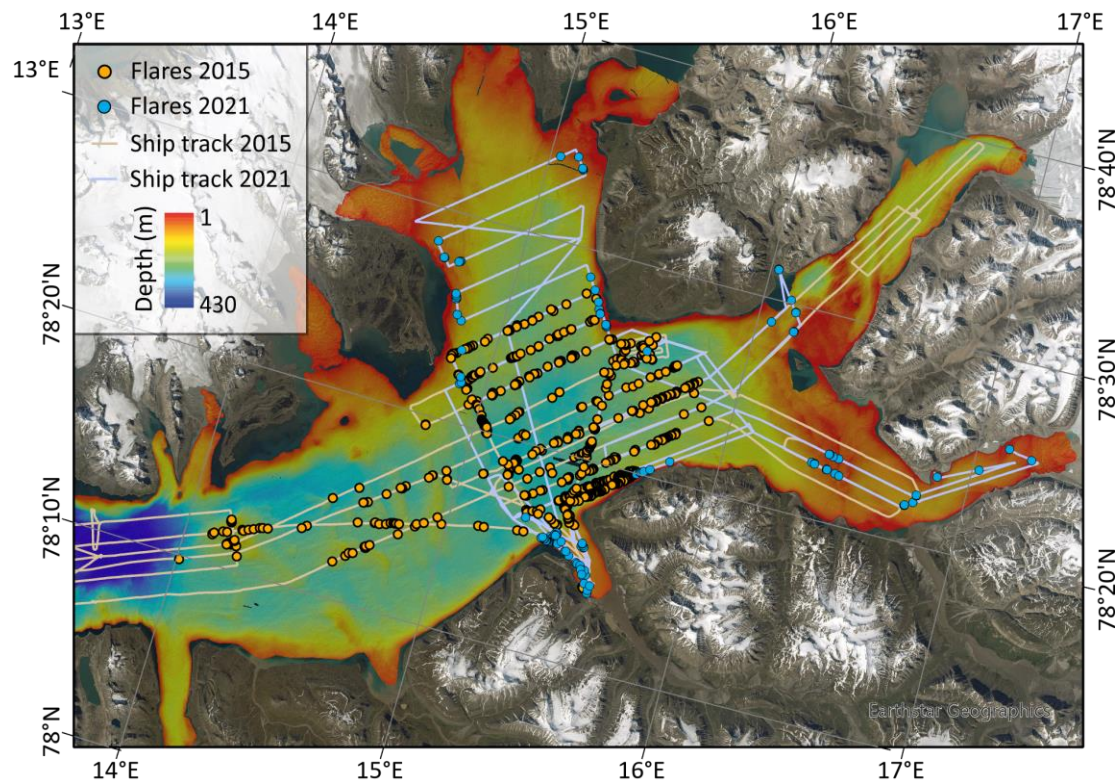 13°E
14°E
15°E
16°E
17°E
13°E
Flares 2015
Flares 2021
Ship track 2015
Ship track 2021
Depth (m)
1
430
78°40'N
78°20'N
78°30'N
78°10'N
78°20'N
78°N
Earthstar Geographics
14°E
15°E
16°E
17°E